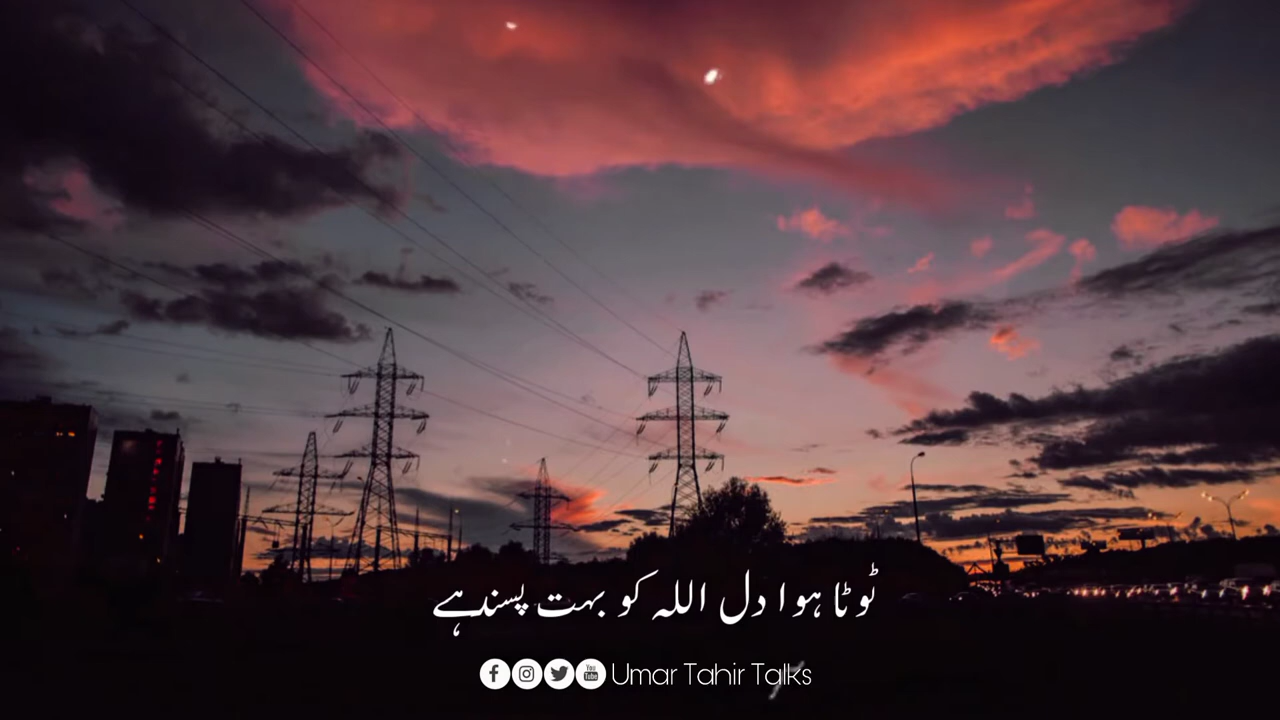 ٹوٹا ہوا دل اللہ کو بہت پسند ہے
Umar Tahir Talks